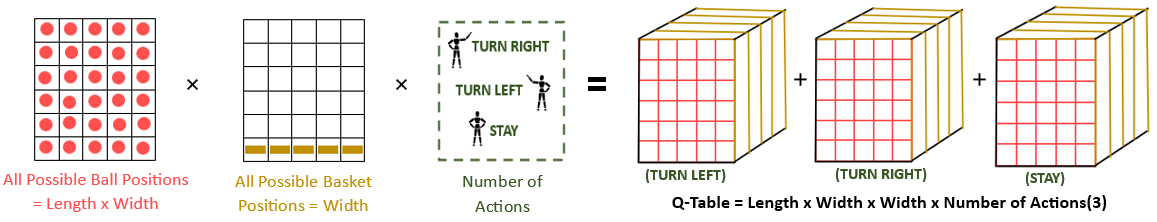 ×
×
TURN RIGHT
TURN LEFT
STAY
=
+
+
All Possible Ball Positions
= Length x Width
All Possible Basket
Positions = Width
Number of
Actions
(TURN LEFT)
(TURN RIGHT)
(STAY)
Q-Table = Length x Width x Width x Number of Actions(3)